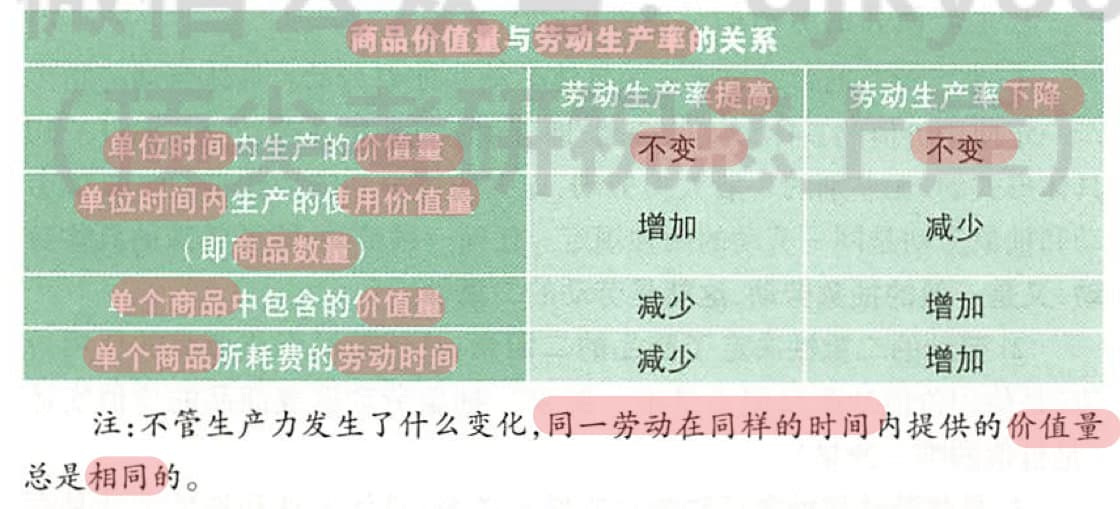 商品价值量与劳动生产率的关系
劳动生产率提高 劳动生产率下降
单位时间内生产的价值量 不变 不变
单位时间内生产的使用价值量
(即商品数量) 增加 减少
单个商品中包含的价值量 减少 增加
单个商品所耗费的劳动时间 减少 增加
注:不管生产力发生了什么变化,同一劳动在同样的时间内提供的价值量
总是相同的。